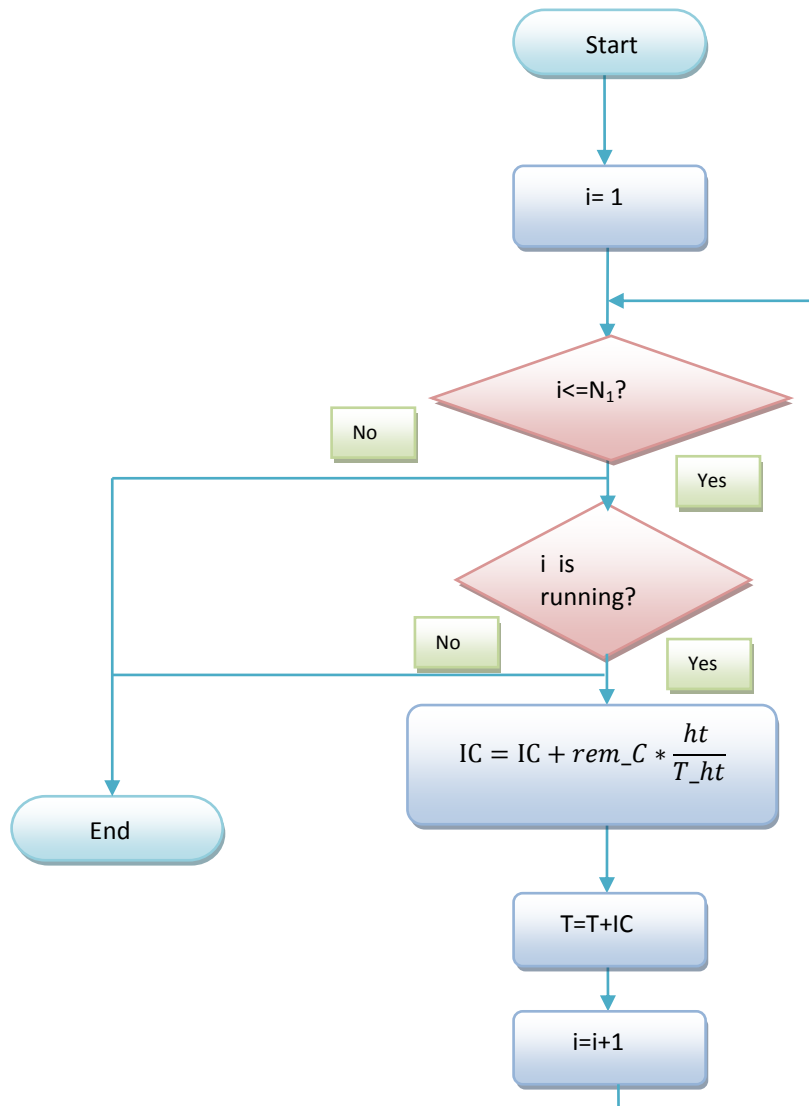 Start
i= 1
i<=N₁?
No
Yes
i is
running?
No
Yes
IC = IC + rem_C * ht/T_ht
End
T=T+IC
i=i+1